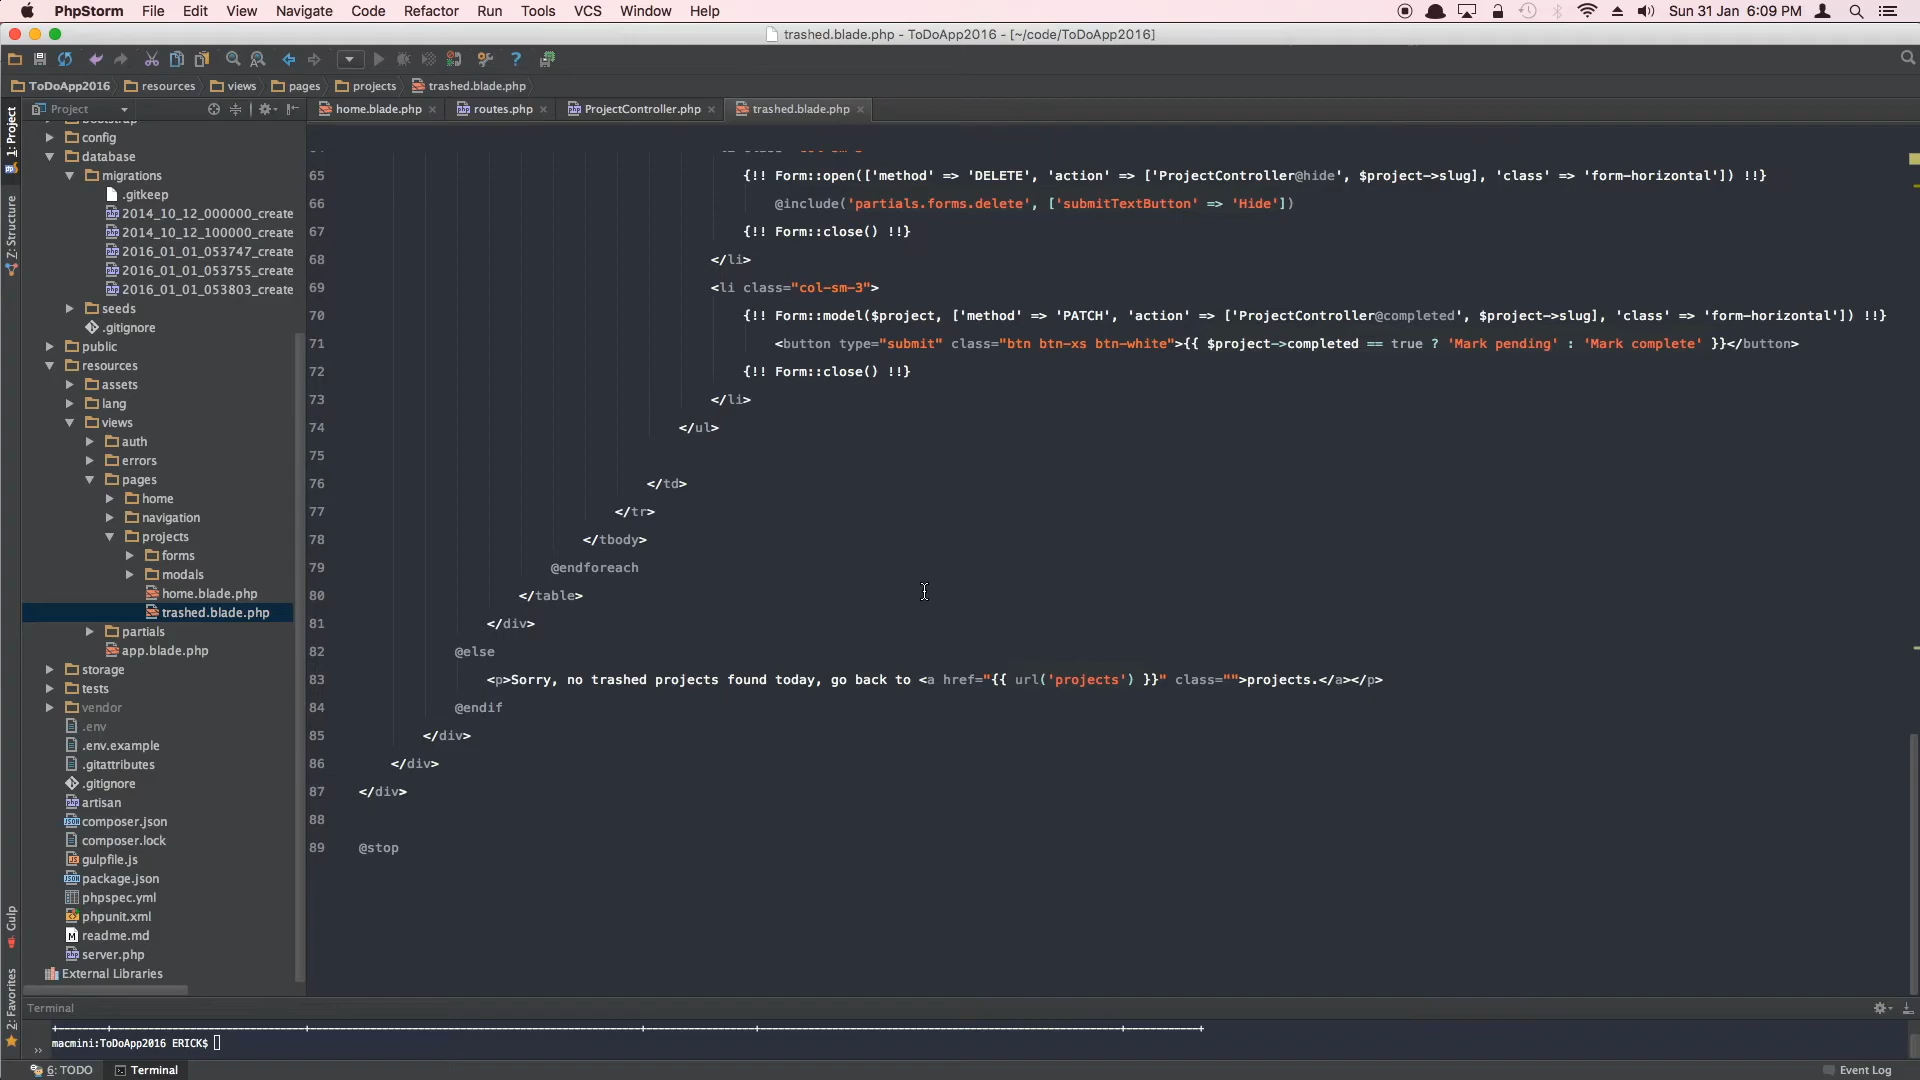 PhpStorm File Edit View Navigate Code Refactor Run Tools VCS Window Help Sun 31 Jan 6:09 PM
trashed.blade.php - ToDoApp2016 - [~/code/ToDoApp2016]
ToDoApp2016 resources views pages projects trashed.blade.php
Project
home.blade.php routes.php ProjectController.php trashed.blade.php
1: Project
Z: Structure
Gulp
2: Favorites
config
database
migrations
.gitkeep
2014_10_12_000000_create
2014_10_12_100000_create
2016_01_01_053747_create
2016_01_01_053755_create
2016_01_01_053803_create
seeds
.gitignore
public
resources
assets
lang
views
auth
errors
pages
home
navigation
projects
forms
modals
home.blade.php
trashed.blade.php
partials
app.blade.php
storage
tests
vendor
.env
.env.example
.gitattributes
.gitignore
artisan
composer.json
composer.lock
gulpfile.js
package.json
phpspec.yml
phpunit.xml
readme.md
server.php
External Libraries
65 {!! Form::open(['method' => 'DELETE', 'action' => ['ProjectController@hide', $project->slug], 'class' => 'form-horizontal']) !!}
66 @include('partials.forms.delete', ['submitTextButton' => 'Hide'])
67 {!! Form::close() !!}
68 </li>
69 <li class="col-sm-3">
70 {!! Form::model($project, ['method' => 'PATCH', 'action' => ['ProjectController@completed', $project->slug], 'class' => 'form-horizontal']) !!}
71 <button type="submit" class="btn btn-xs btn-white">{{ $project->completed == true ? 'Mark pending' : 'Mark complete' }}</button>
72 {!! Form::close() !!}
73 </li>
74 </ul>
75
76 </td>
77 </tr>
78 </tbody>
79 @endforeach
80 </table>
81 </div>
82 @else
83 <p>Sorry, no trashed projects found today, go back to <a href="{{ url('projects') }}" class="">projects.</a></p>
84 @endif
85 </div>
86 </div>
87 </div>
88
89 @stop
Terminal
macmini:ToDoApp2016 ERICK$
6: TODO Terminal Event Log